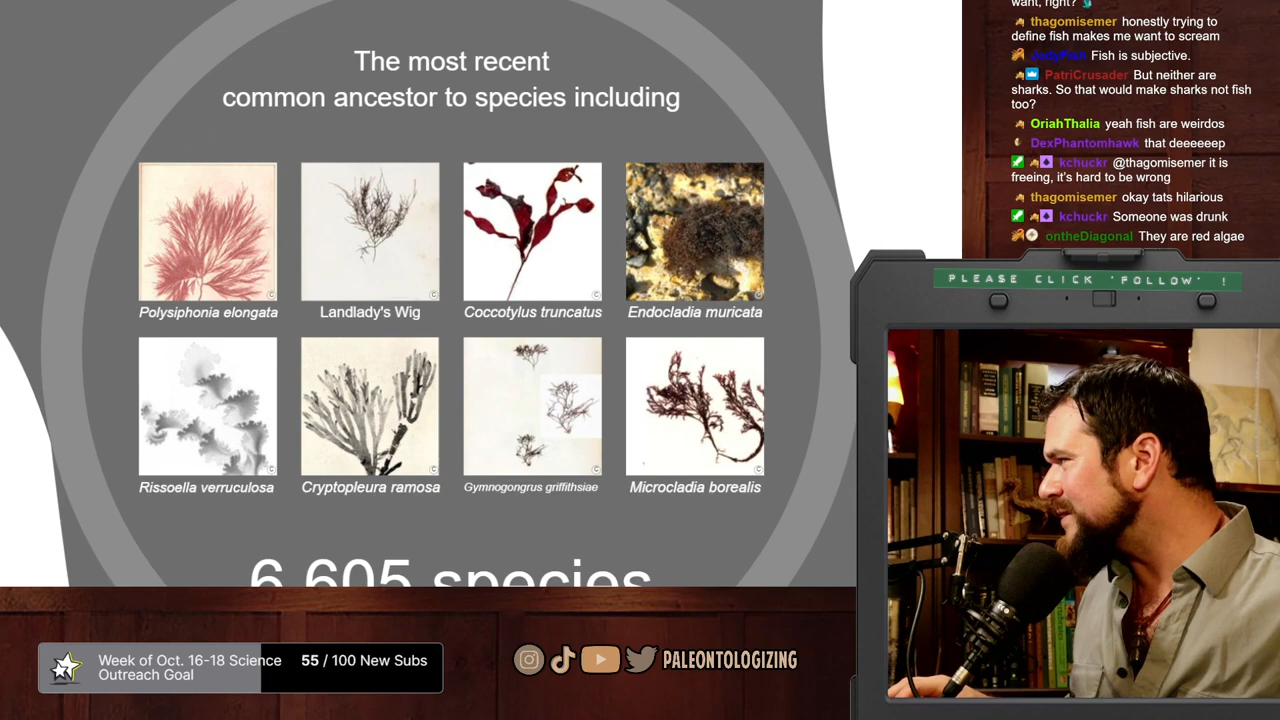 The most recent
common ancestor to species including
Polysiphonia elongata
Landlady's Wig
Coccotylus truncatus
Endocladia muricata
Rissoella verruculosa
Cryptopleura ramosa
Gymnogongrus griffithsiae
Microcladia borealis
6,605 species
want, right?
thagomisemer honestly trying to
define fish makes me want to scream
JodyFish Fish is subjective.
PatriCrusader But neither are
sharks. So that would make sharks not fish
too?
OriahThalia yeah fish are weirdos
DexPhantomhawk that deeeeeep
kchuckr @thagomisemer it is
freeing, it's hard to be wrong
thagomisemer okay tats hilarious
kchuckr Someone was drunk
ontheDiagonal They are red algae
PLEASE CLICK "FOLLOW" !
Week of Oct. 16-18 Science
Outreach Goal
55 / 100 New Subs
PALEONTOLOGIZING